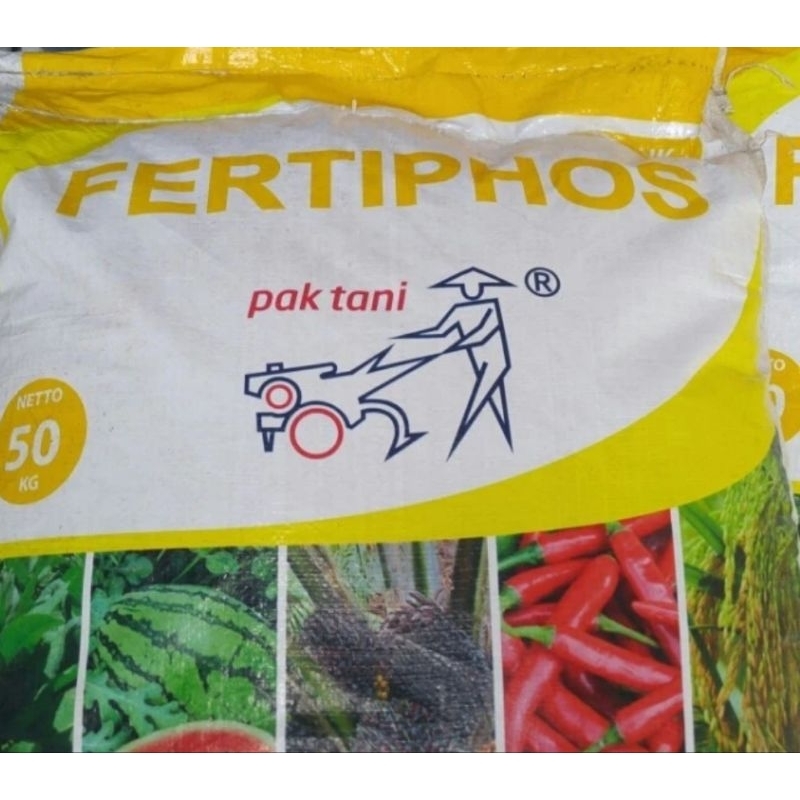 FERTIPHOS
pak tani ®
NETTO
50
KG